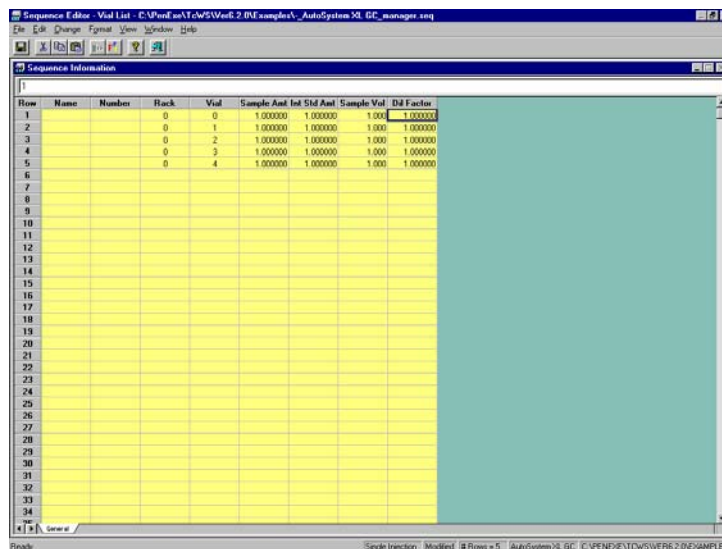 Sequence Editor - Vial List - C:\PenExe\TcWS\Ver6.2.0\Examples\-_AutoSystem XL GC_manager.seq
File Edit Change Format View Window Help
Sequence Information
1
Row Name Number Rack Vial Sample Amt Int Std Amt Sample Vol Dil Factor
1 0 0 1.000000 1.000000 1.000 1.000000
2 0 1 1.000000 1.000000 1.000 1.000000
3 0 2 1.000000 1.000000 1.000 1.000000
4 0 3 1.000000 1.000000 1.000 1.000000
5 0 4 1.000000 1.000000 1.000 1.000000
6
7
8
9
10
11
12
13
14
15
16
17
18
19
20
21
22
23
24
25
26
27
28
29
30
31
32
33
34
General
Ready Single Injection Modified # Rows = 5 AutoSystem XL GC C:\PENEXE\TCWS\VER6.2.0\EXAMPLE